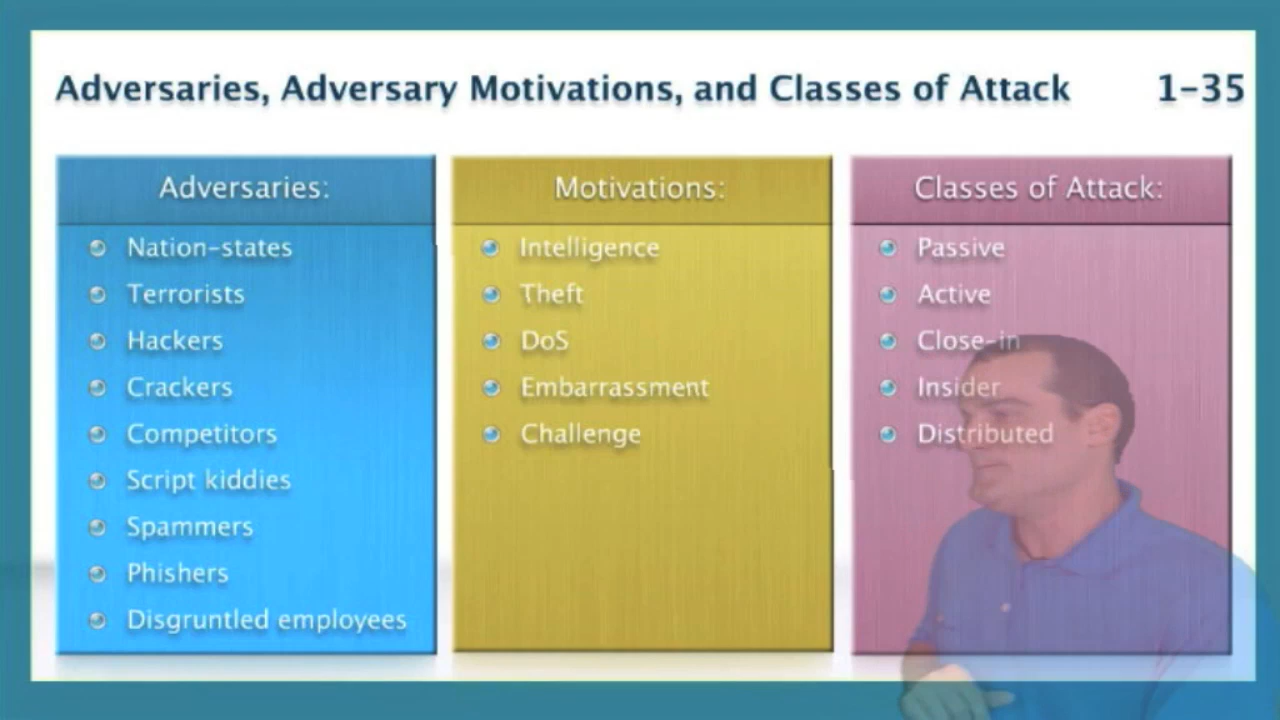 Adversaries, Adversary Motivations, and Classes of Attack 1-35
Adversaries:
Nation-states
Terrorists
Hackers
Crackers
Competitors
Script kiddies
Spammers
Phishers
Disgruntled employees
Motivations:
Intelligence
Theft
DoS
Embarrassment
Challenge
Classes of Attack:
Passive
Active
Close-in
Insider
Distributed